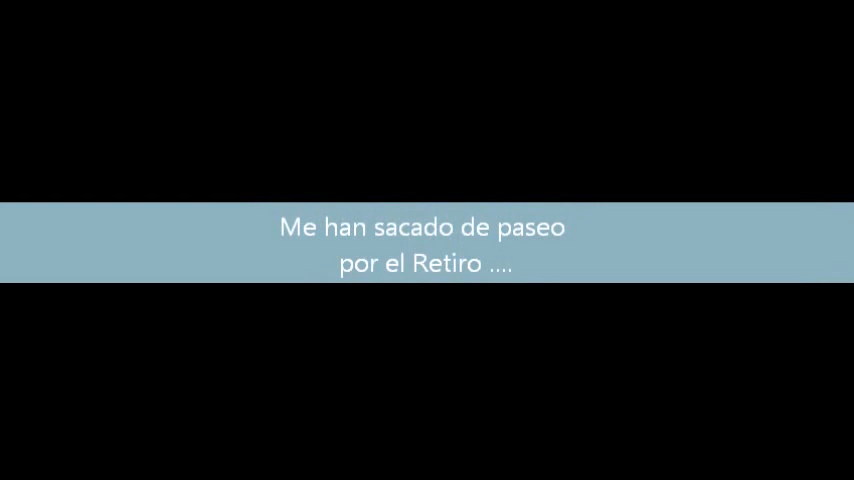 Me han sacado de paseo
por el Retiro ....